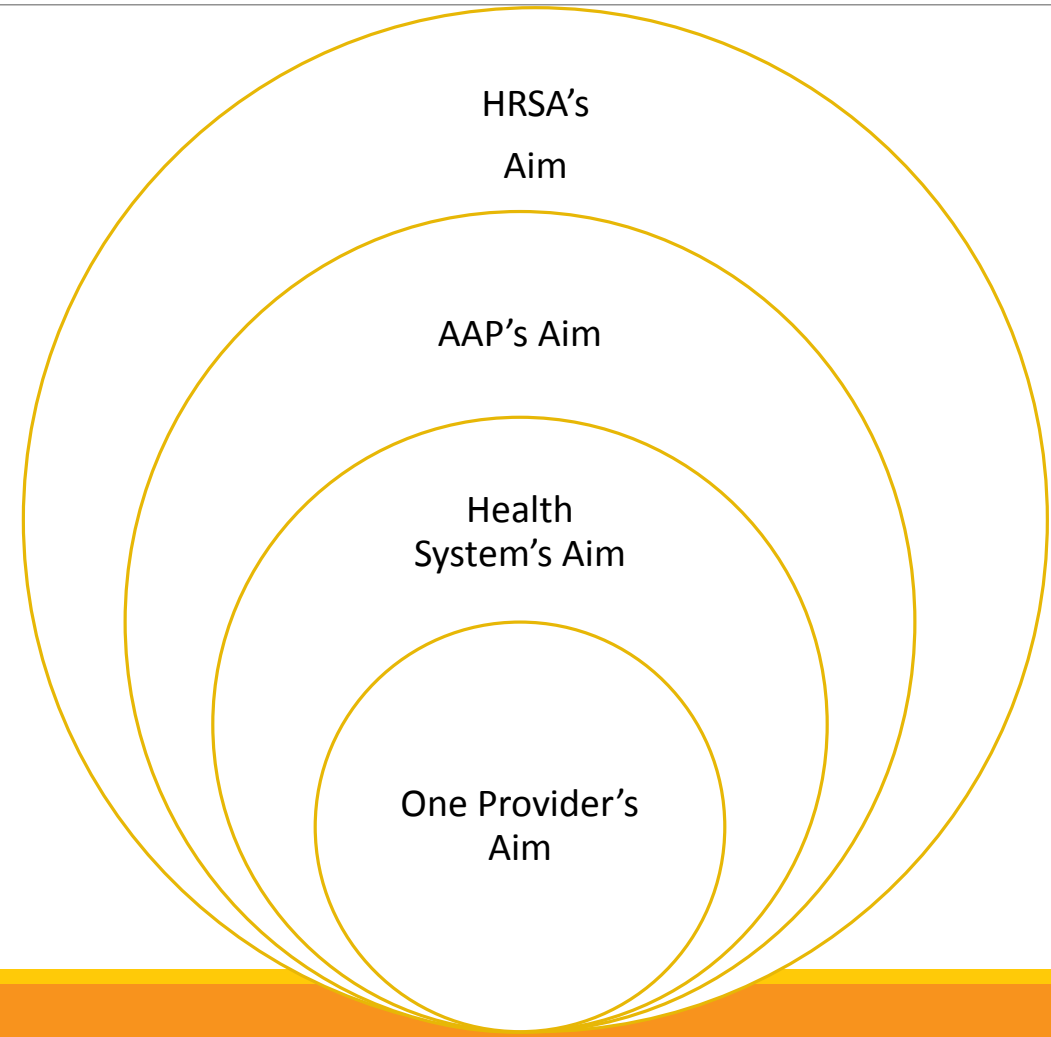 HRSA’s
Aim
AAP’s Aim
Health
System’s Aim
One Provider’s
Aim